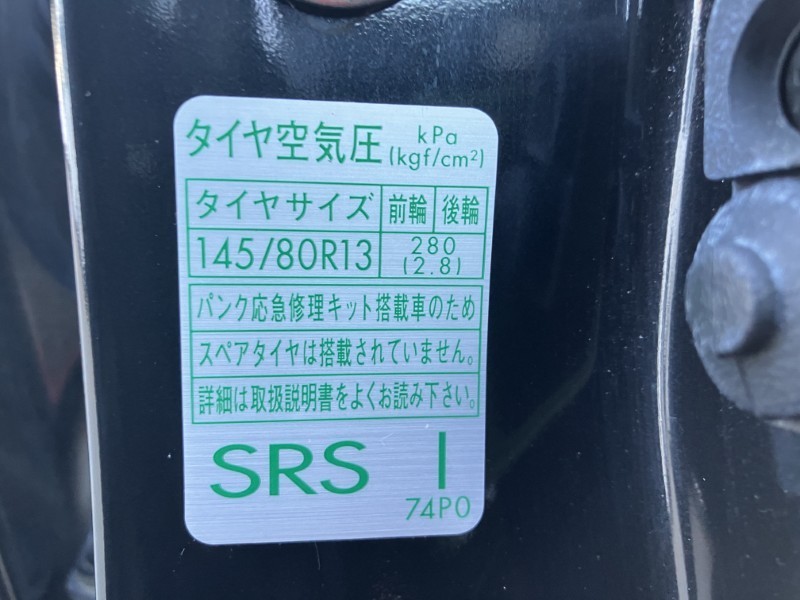 タイヤ空気圧 kPa (kgf/cm²)
タイヤサイズ 前輪 後輪
145/80R13 280 (2.8)
パンク応急修理キット搭載車のため
スペアタイヤは搭載されていません。
詳細は取扱説明書をよくお読み下さい。
SRS I
74P0